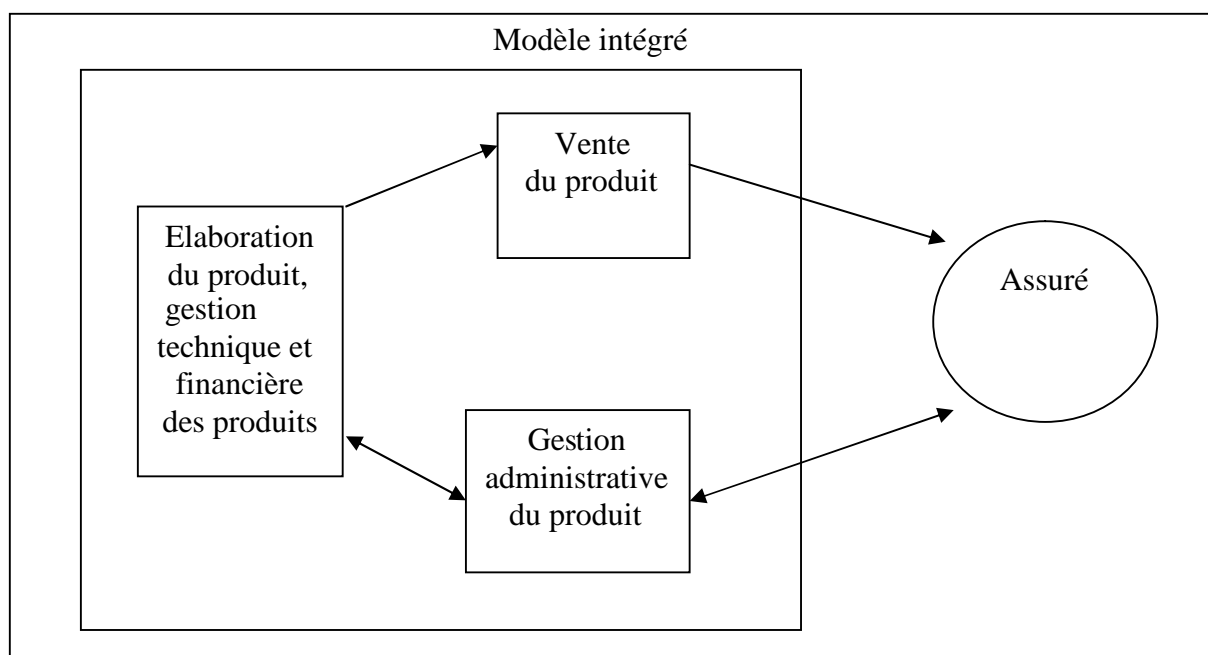 Modèle intégré
Vente
du produit
Elaboration
du produit,
gestion
technique et
financière
des produits
Assuré
Gestion
administrative
du produit